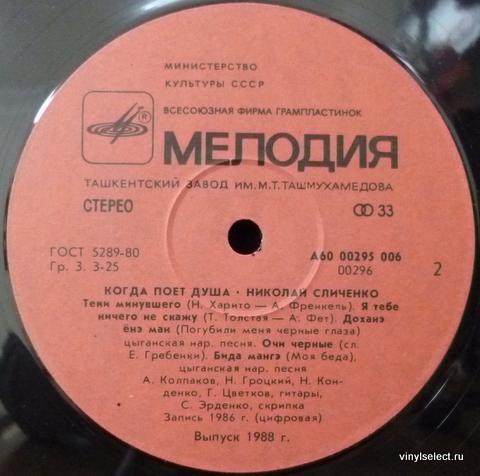 МИНИСТЕРСТВО
КУЛЬТУРЫ СССР
ВСЕСОЮЗНАЯ ФИРМА ГРАМПЛАСТИНОК
®
МЕЛОДИЯ
ТАШКЕНТСКИЙ ЗАВОД ИМ. М.Т. ТАШМУХАМЕДОВА
СТЕРЕО
33
ГОСТ 5289-80
Гр. 3. 3-25
А60 00295 006
00296
2
КОГДА ПОЕТ ДУША · НИКОЛАЙ СЛИЧЕНКО
Тени минувшего (Н. Харито — А. Френкель). Я тебе
ничего не скажу (Т. Толстая — А. Фет). Доханэ
ёнэ ман (Погубили меня черные глаза)
цыганская нар. песня. Очи черные (сл.
Е. Гребенки). Бида мангэ (Моя беда),
цыганская нар. песня
А. Колпаков, Н. Гроцкий, Н. Кон-
денко, Г. Цветков, гитары,
С. Эрденко, скрипка
Запись 1986 г. (цифровая)
Выпуск 1988 г.
vinylselect.ru